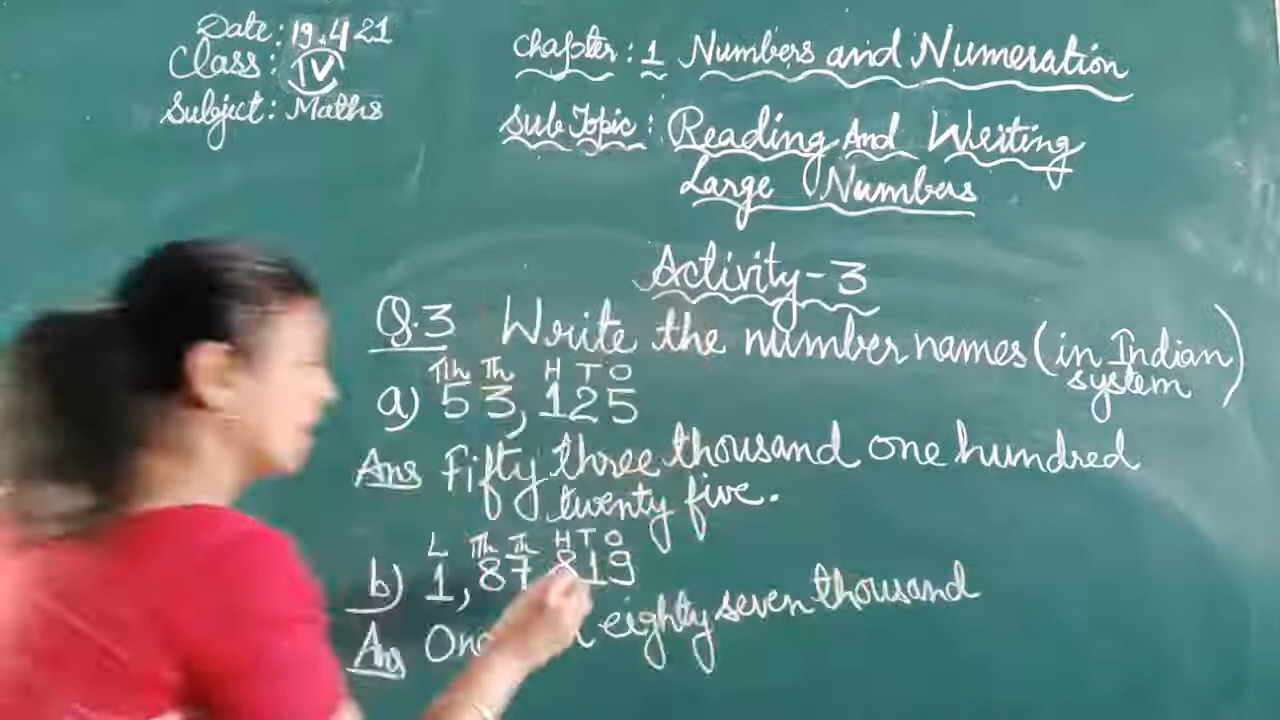 Date: 19.4.21
Class: IV
Subject: Maths
Chapter: 1 Numbers and Numeration
Sub Topic: Reading And Writing
Large Numbers
Activity-3
Q.3 Write the number names (in Indian
system)
TTh Th H T O
a) 53,125
Ans Fifty three thousand one hundred
twenty five.
L TTh Th H T O
b) 1,87 819
Ans One eighty seven thousand